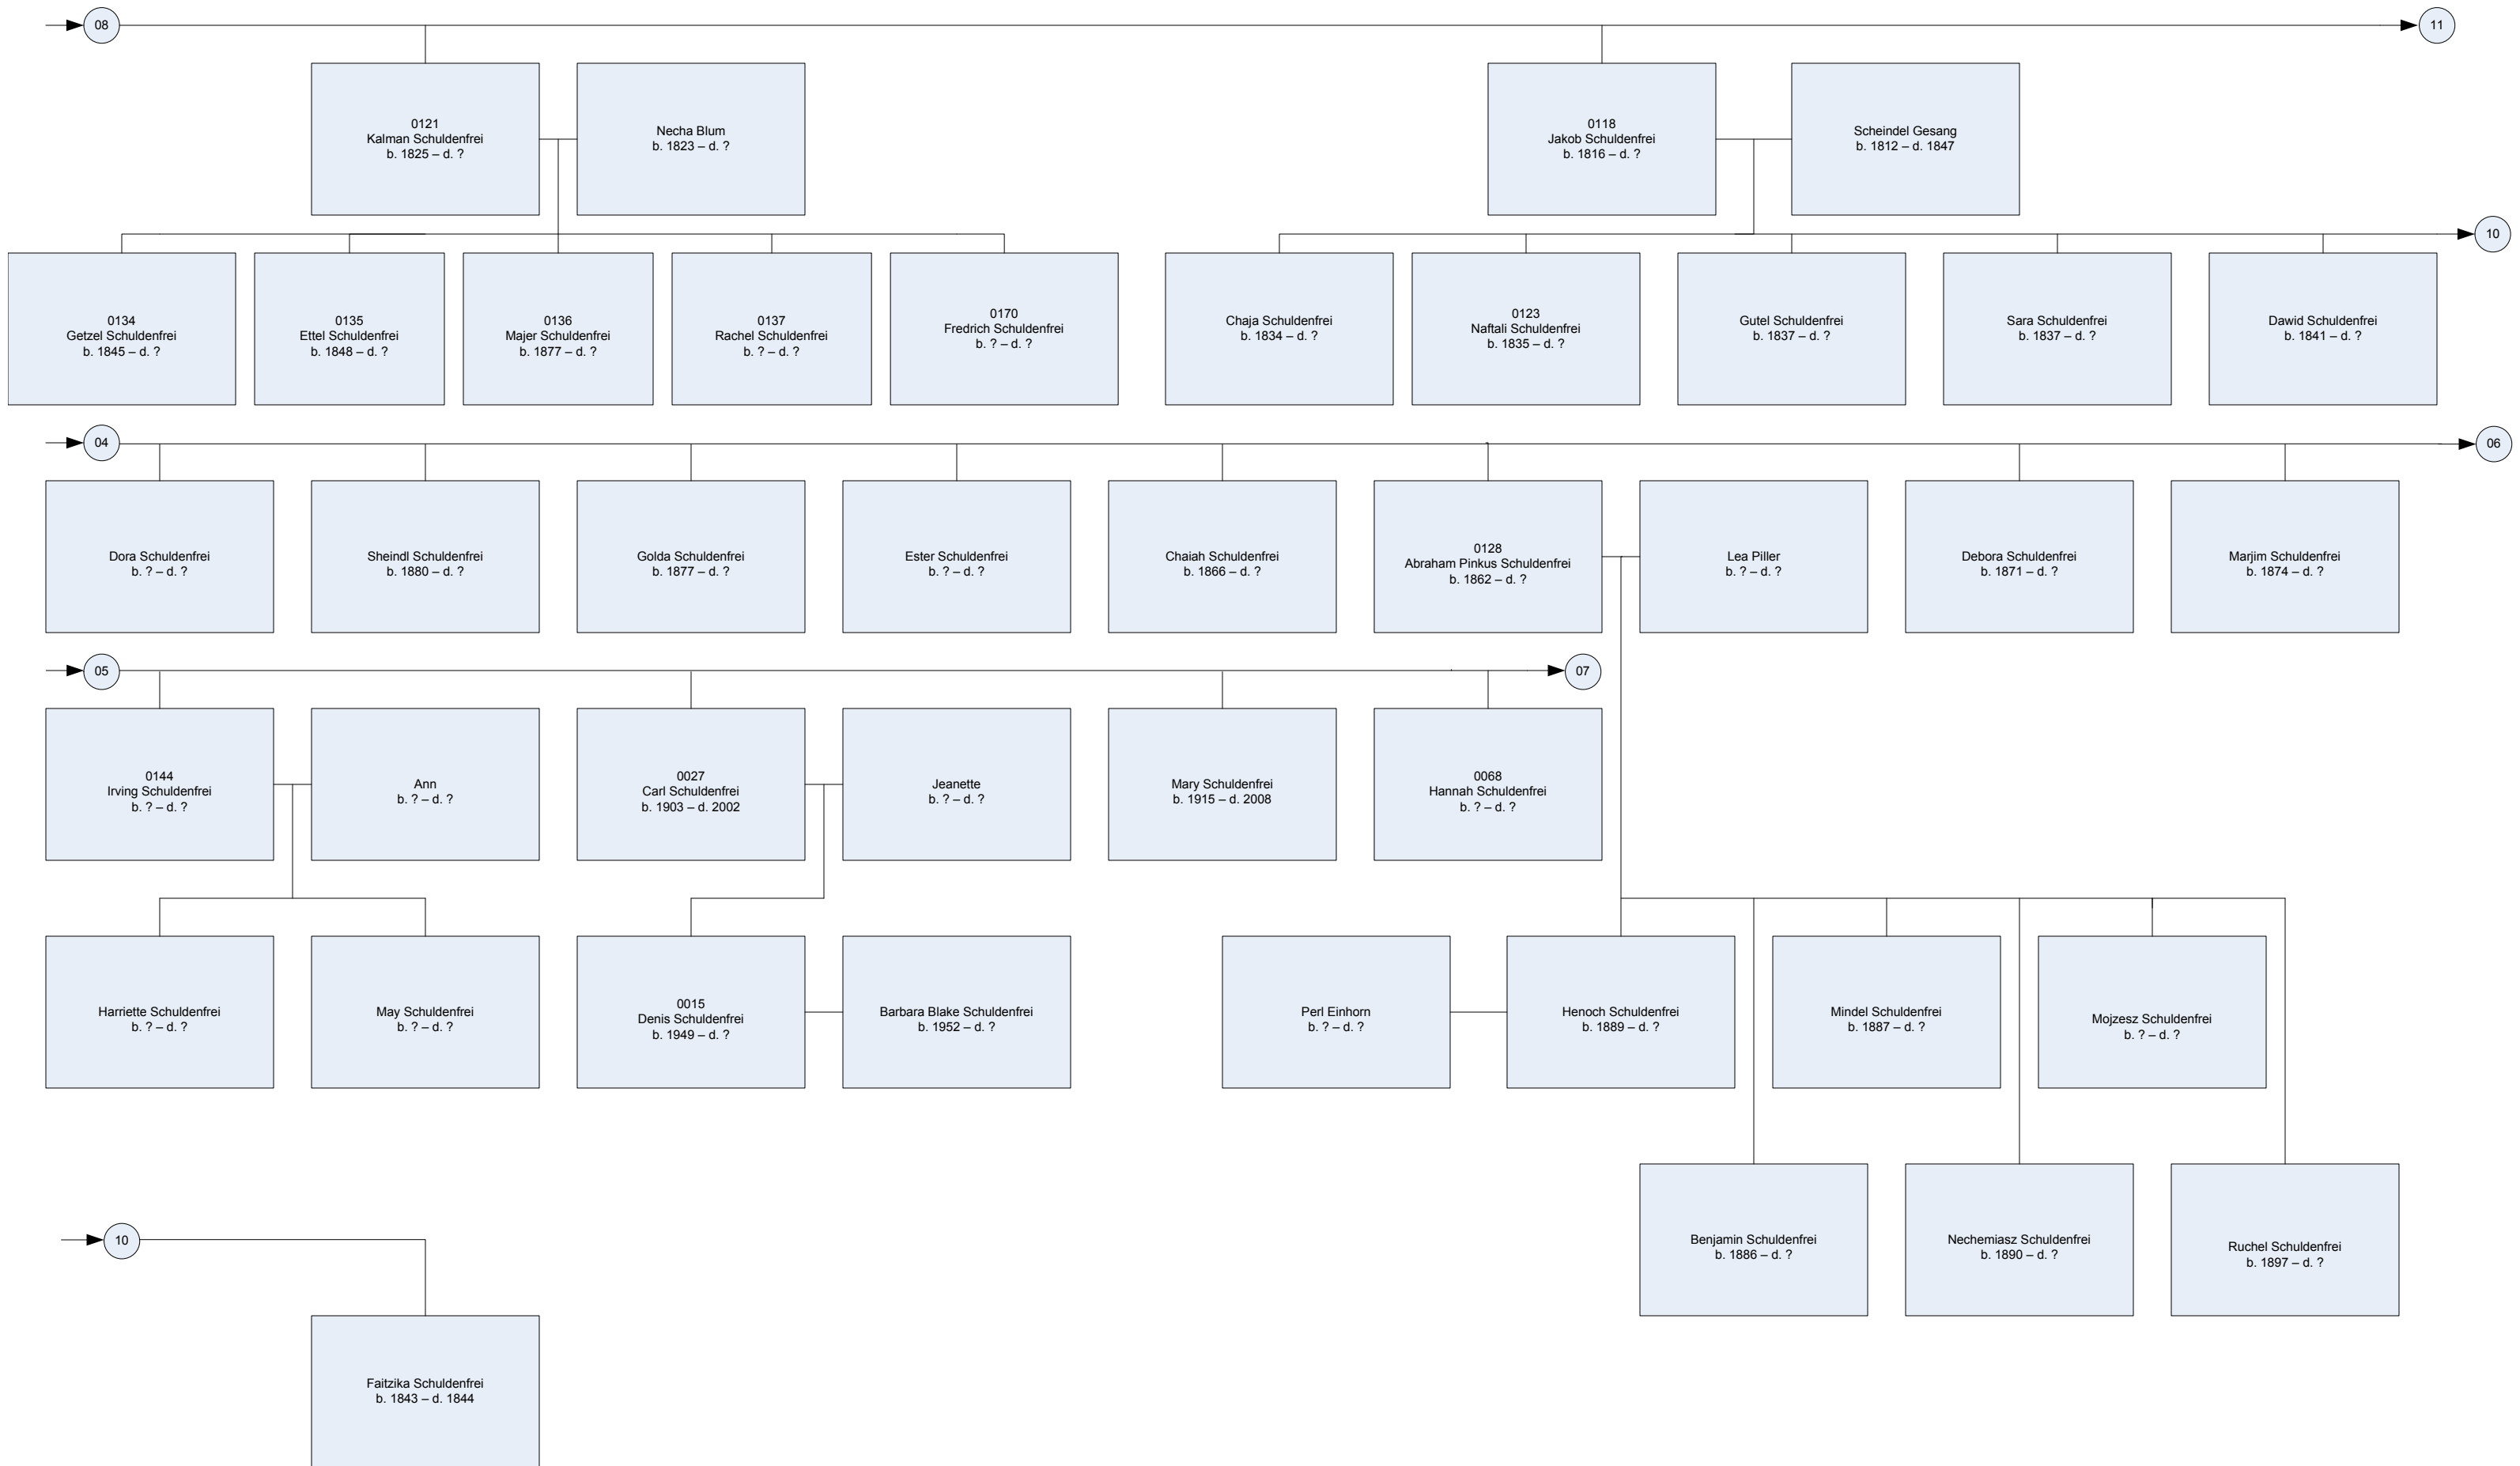 08
11
0121
Kalman Schuldenfrei
b. 1825 – d. ?
Necha Blum
b. 1823 – d. ?
0118
Jakob Schuldenfrei
b. 1816 – d. ?
Scheindel Gesang
b. 1812 – d. 1847
10
0134
Getzel Schuldenfrei
b. 1845 – d. ?
0135
Ettel Schuldenfrei
b. 1848 – d. ?
0136
Majer Schuldenfrei
b. 1877 – d. ?
0137
Rachel Schuldenfrei
b. ? – d. ?
0170
Fredrich Schuldenfrei
b. ? – d. ?
Chaja Schuldenfrei
b. 1834 – d. ?
0123
Naftali Schuldenfrei
b. 1835 – d. ?
Gutel Schuldenfrei
b. 1837 – d. ?
Sara Schuldenfrei
b. 1837 – d. ?
Dawid Schuldenfrei
b. 1841 – d. ?
04
06
Dora Schuldenfrei
b. ? – d. ?
Sheindl Schuldenfrei
b. 1880 – d. ?
Golda Schuldenfrei
b. 1877 – d. ?
Ester Schuldenfrei
b. ? – d. ?
Chaiah Schuldenfrei
b. 1866 – d. ?
0128
Abraham Pinkus Schuldenfrei
b. 1862 – d. ?
Lea Piller
b. ? – d. ?
Debora Schuldenfrei
b. 1871 – d. ?
Marjim Schuldenfrei
b. 1874 – d. ?
05
07
0144
Irving Schuldenfrei
b. ? – d. ?
Ann
b. ? – d. ?
0027
Carl Schuldenfrei
b. 1903 – d. 2002
Jeanette
b. ? – d. ?
Mary Schuldenfrei
b. 1915 – d. 2008
0068
Hannah Schuldenfrei
b. ? – d. ?
Harriette Schuldenfrei
b. ? – d. ?
May Schuldenfrei
b. ? – d. ?
0015
Denis Schuldenfrei
b. 1949 – d. ?
Barbara Blake Schuldenfrei
b. 1952 – d. ?
Perl Einhorn
b. ? – d. ?
Henoch Schuldenfrei
b. 1889 – d. ?
Mindel Schuldenfrei
b. 1887 – d. ?
Mojzesz Schuldenfrei
b. ? – d. ?
Benjamin Schuldenfrei
b. 1886 – d. ?
Nechemiasz Schuldenfrei
b. 1890 – d. ?
Ruchel Schuldenfrei
b. 1897 – d. ?
10
Faitzika Schuldenfrei
b. 1843 – d. 1844